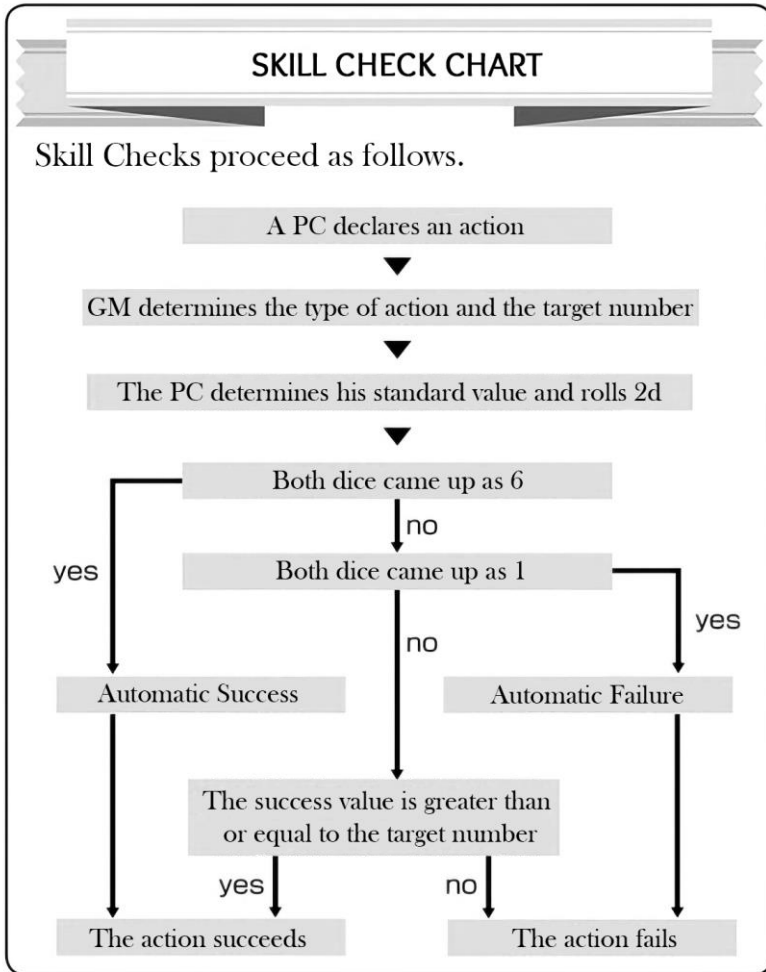 SKILL CHECK CHART
Skill Checks proceed as follows.
A PC declares an action
GM determines the type of action and the target number
The PC determines his standard value and rolls 2d
Both dice came up as 6
no
yes
Both dice came up as 1
yes
no
Automatic Success
Automatic Failure
The success value is greater than
or equal to the target number
yes
no
The action succeeds
The action fails